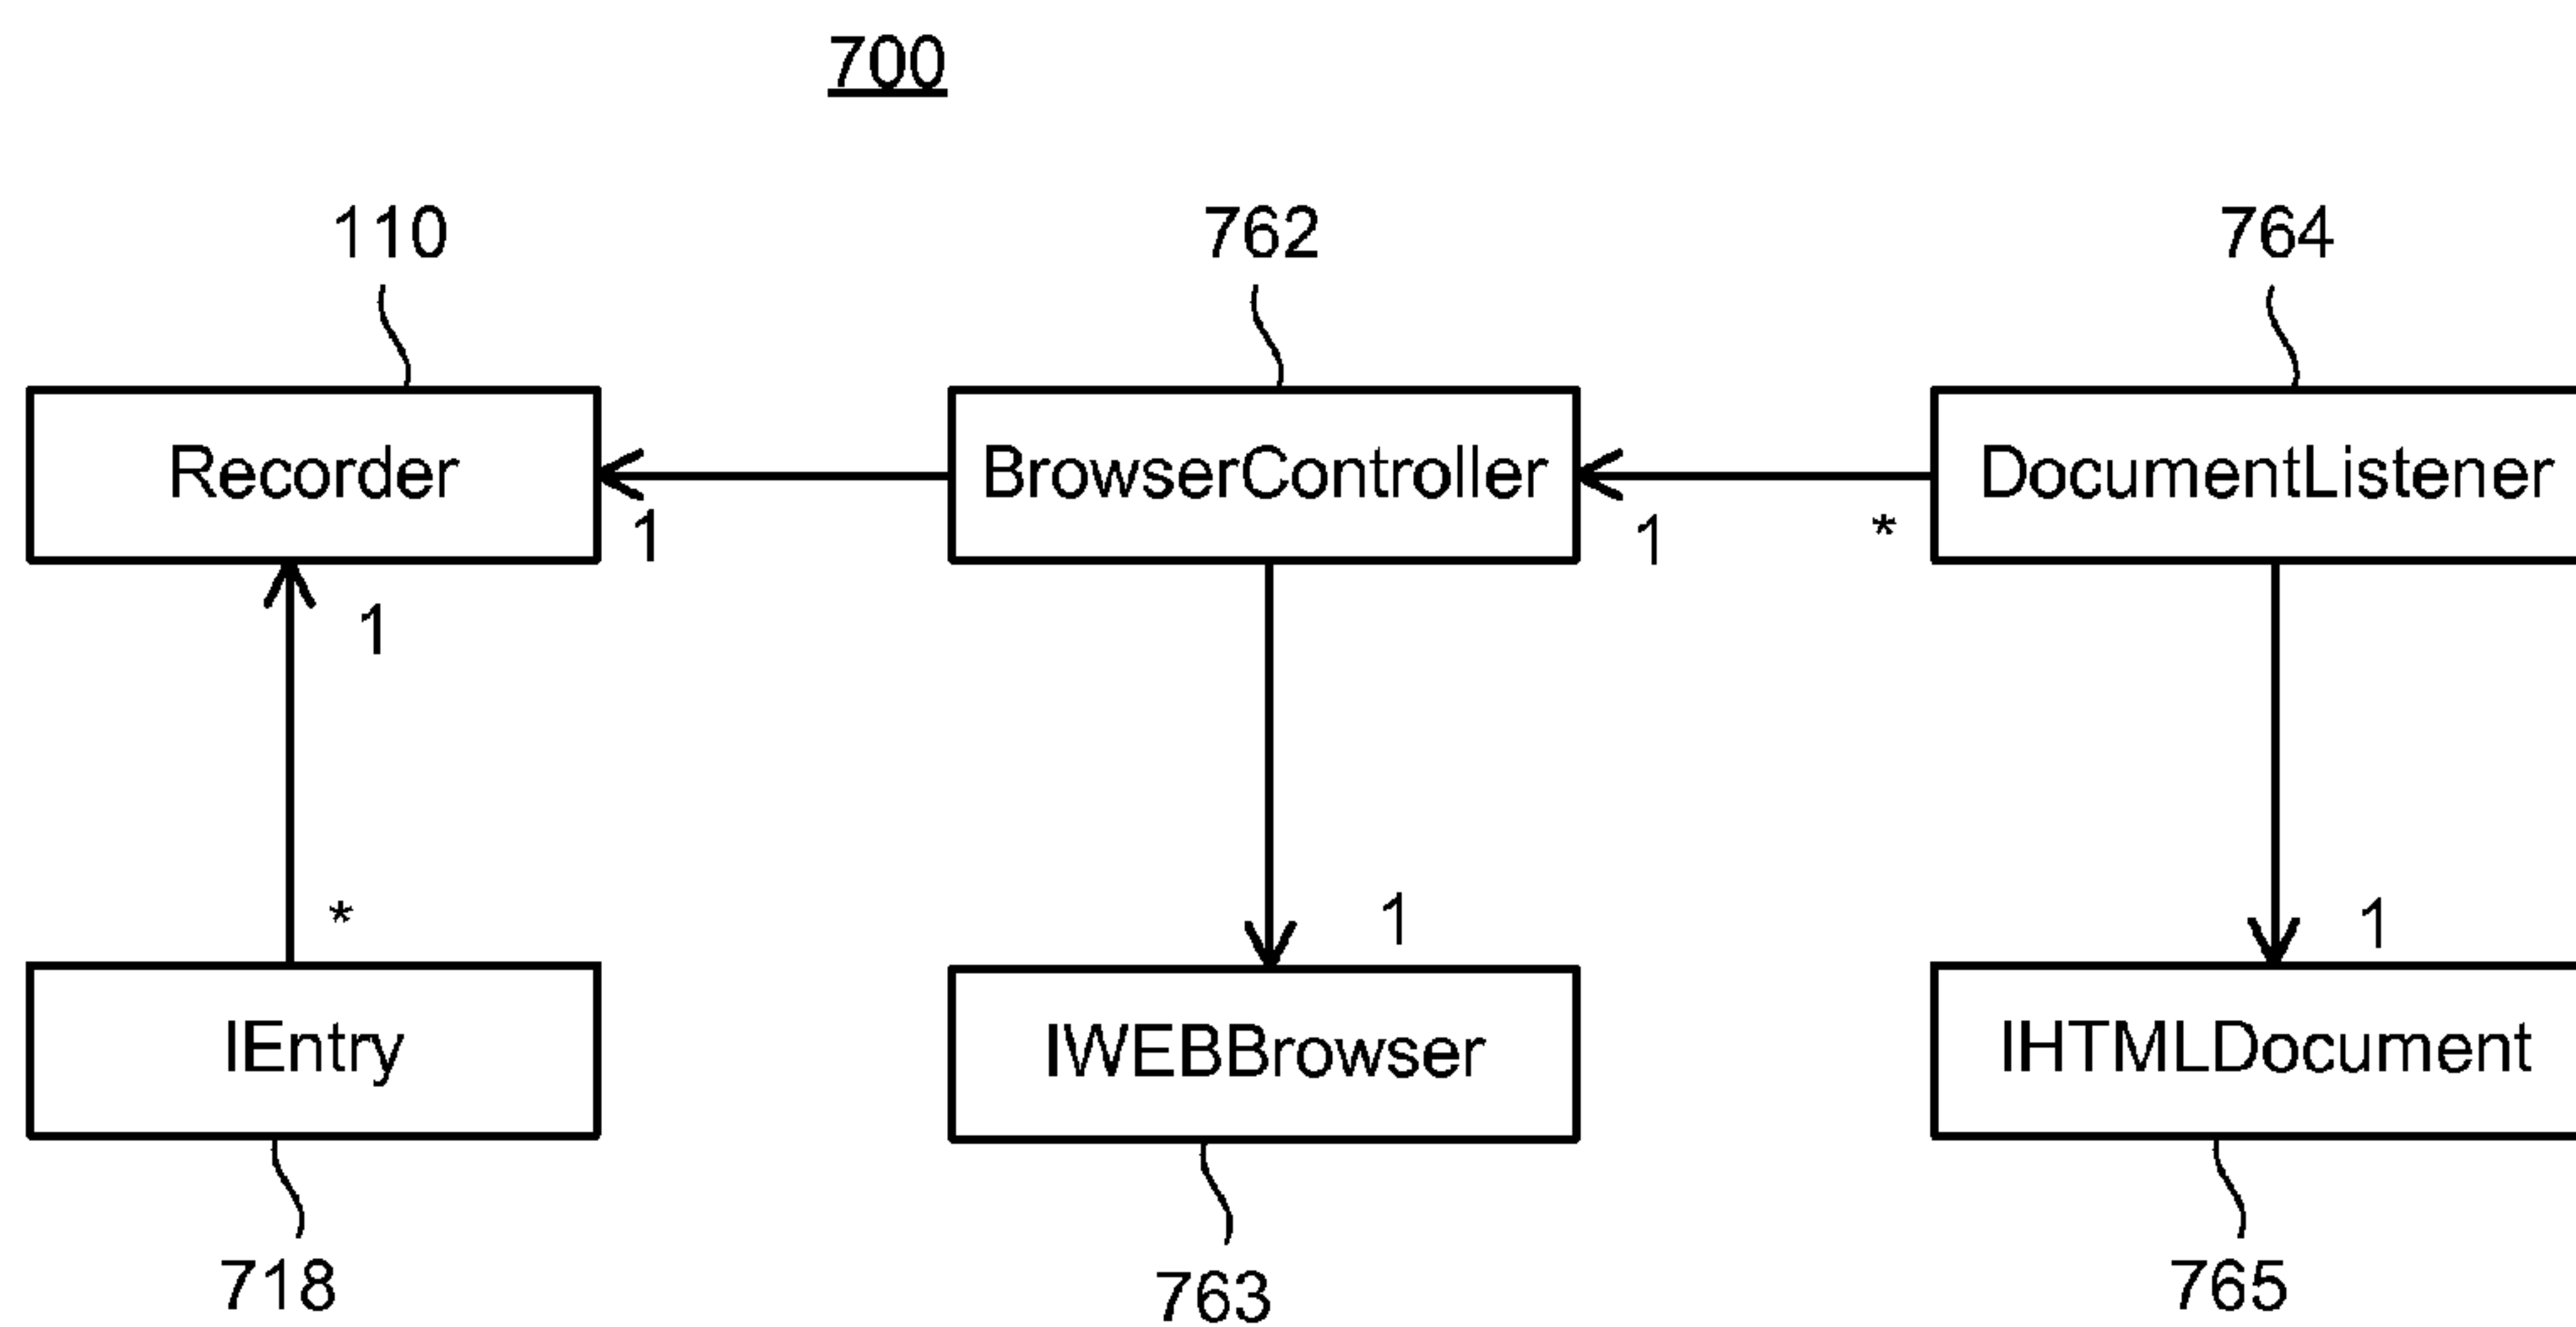 700
110
762
764
Recorder
BrowserController
DocumentListener
1
1
*
1
*
1
1
IEntry
IWEBBrowser
IHTMLDocument
718
763
765